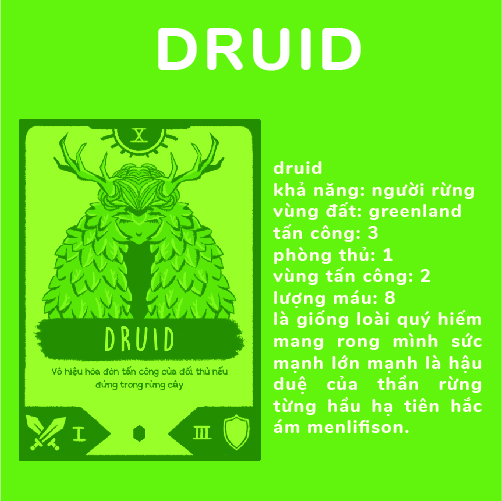 DRUID
X
DRUID
Vô hiệu hóa đòn tấn công của đối thủ nếu
đứng trong rừng cây
I
III
druid
khả năng: người rừng
vùng đất: greenland
tấn công: 3
phòng thủ: 1
vùng tấn công: 2
lượng máu: 8
là giống loài quý hiếm
mang rong mình sức
mạnh lớn mạnh là hậu
duệ của thần rừng
từng hầu hạ tiên hắc
ám menlifison.